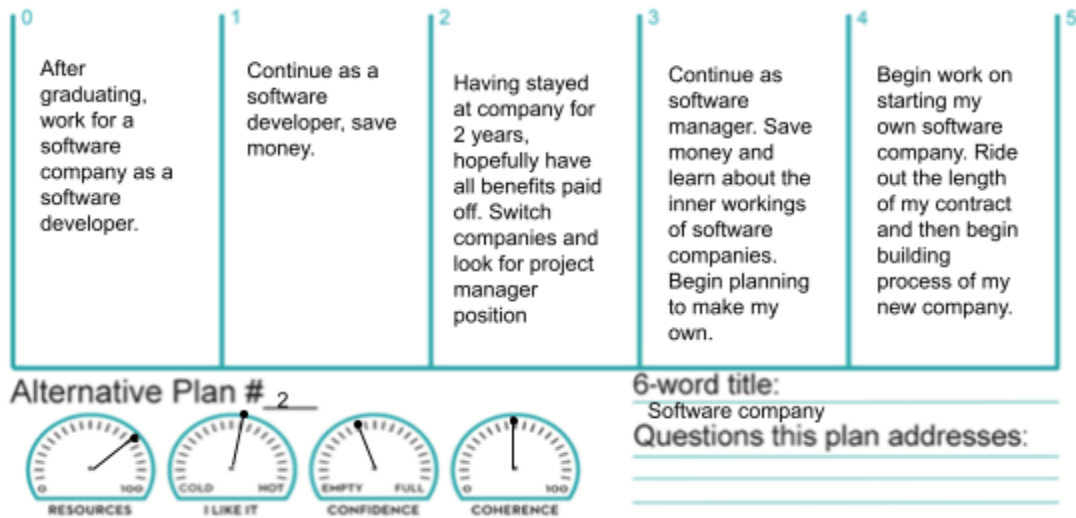 0
1
2
3
4
5
After
graduating,
work for a
software
company as a
software
developer.
Continue as a
software
developer, save
money.
Having stayed
at company for
2 years,
hopefully have
all benefits paid
off. Switch
companies and
look for project
manager
position
Continue as
software
manager. Save
money and
learn about the
inner workings
of software
companies.
Begin planning
to make my
own.
Begin work on
starting my
own software
company. Ride
out the length
of my contract
and then begin
building
process of my
new company.
Alternative Plan # 2
0 100
RESOURCES
COLD HOT
I LIKE IT
EMPTY FULL
CONFIDENCE
0 100
COHERENCE
6-word title:
Software company
Questions this plan addresses: